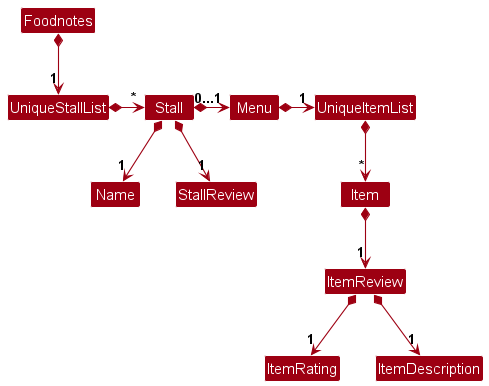 Foodnotes
1
UniqueStallList
*
Stall
0...1
Menu
1
UniqueItemList
1
1
*
Name
StallReview
Item
1
ItemReview
1
1
ItemRating
ItemDescription